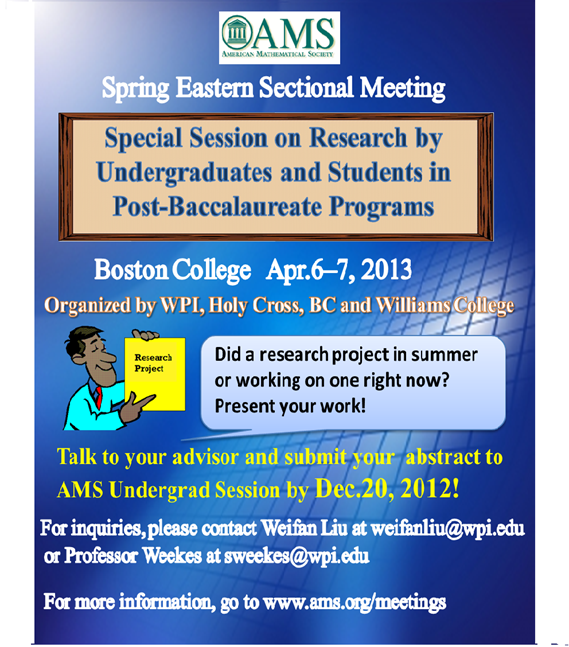 AMS
AMERICAN MATHEMATICAL SOCIETY
Spring Eastern Sectional Meeting
Special Session on Research by
Undergraduates and Students in
Post-Baccalaureate Programs
Boston College Apr.6–7, 2013
Organized by WPI, Holy Cross, BC and Williams College
Research
Project
Did a research project in summer
or working on one right now?
Present your work!
Talk to your advisor and submit your abstract to
AMS Undergrad Session by Dec.20, 2012!
For inquiries, please contact Weifan Liu at weifanliu@wpi.edu
or Professor Weekes at sweekes@wpi.edu
For more information, go to www.ams.org/meetings